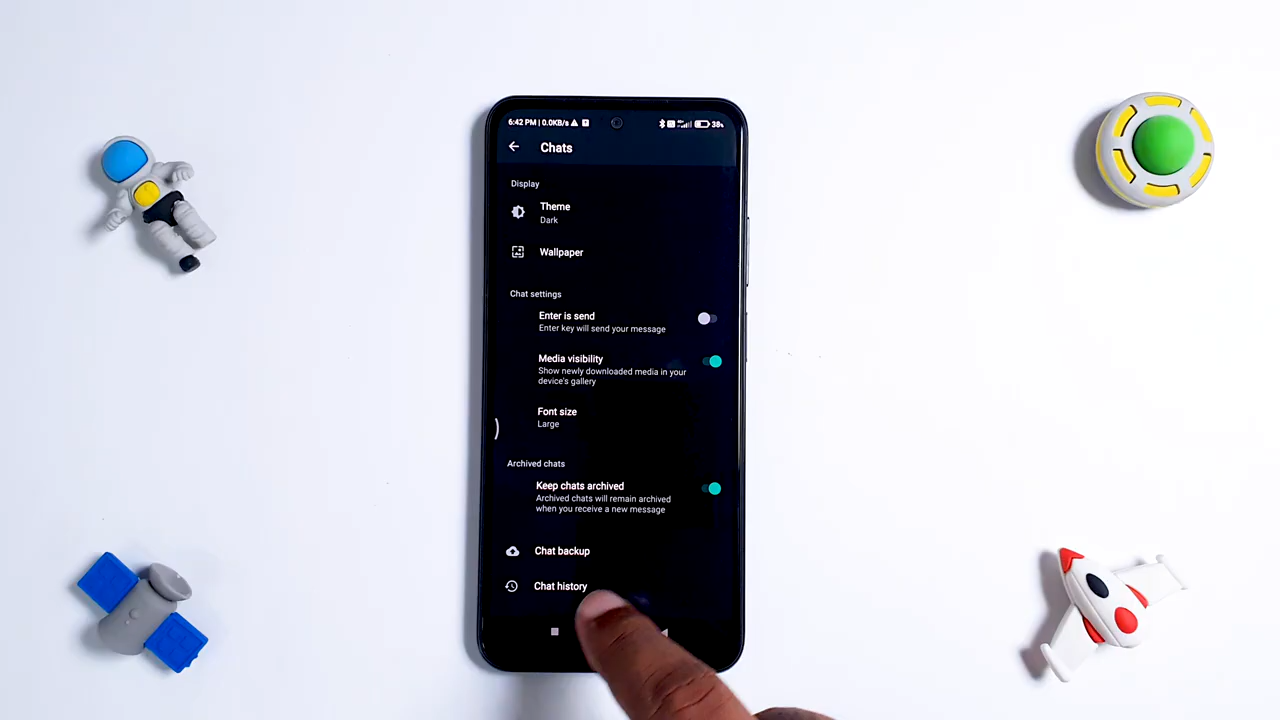 6:42 PM | 0.0KB/s
38%
Chats
Display
Theme
Dark
Wallpaper
Chat settings
Enter is send
Enter key will send your message
Media visibility
Show newly downloaded media in your
device's gallery
Font size
Large
Archived chats
Keep chats archived
Archived chats will remain archived
when you receive a new message
Chat backup
Chat history